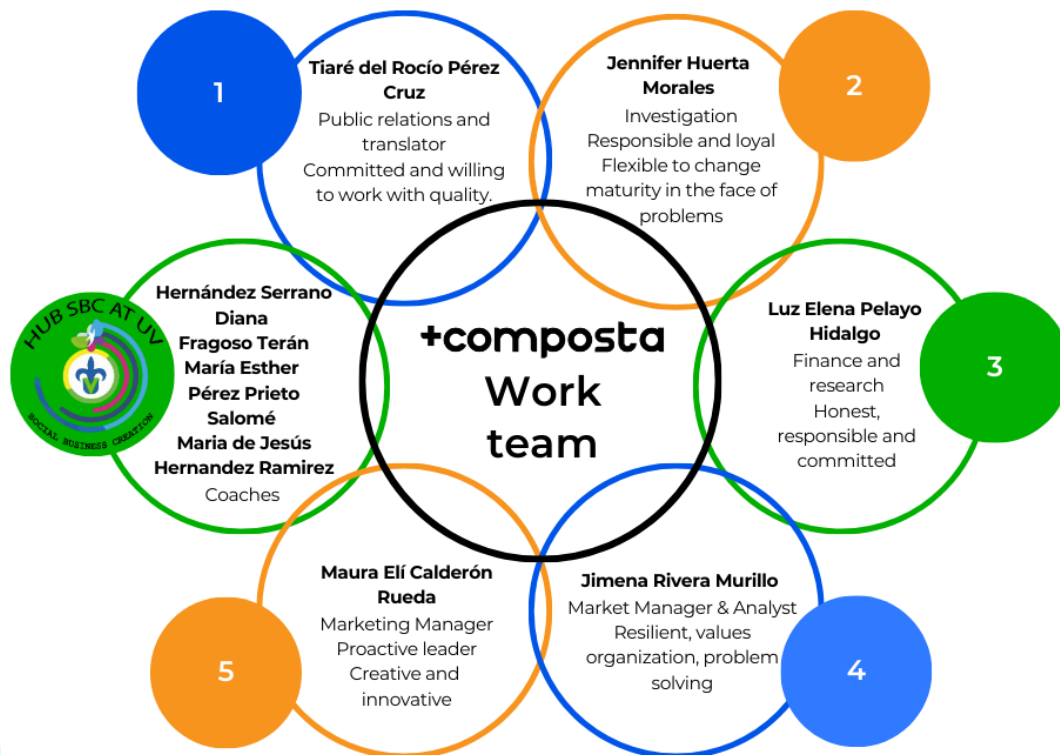 1
Tiaré del Rocío Pérez
Cruz
Public relations and
translator
Committed and willing
to work with quality.
Jennifer Huerta
Morales
Investigation
Responsible and loyal
Flexible to change
maturity in the face of
problems
2
HUB SBC AT UV
SOCIAL BUSINESS CREATION
Hernández Serrano
Diana
Fragoso Terán
María Esther
Pérez Prieto
Salomé
Maria de Jesús
Hernandez Ramirez
Coaches
+composta
Work
team
Luz Elena Pelayo
Hidalgo
Finance and
research
Honest,
responsible and
committed
3
5
Maura Elí Calderón
Rueda
Marketing Manager
Proactive leader
Creative and
innovative
Jimena Rivera Murillo
Market Manager & Analyst
Resilient, values
organization, problem
solving
4